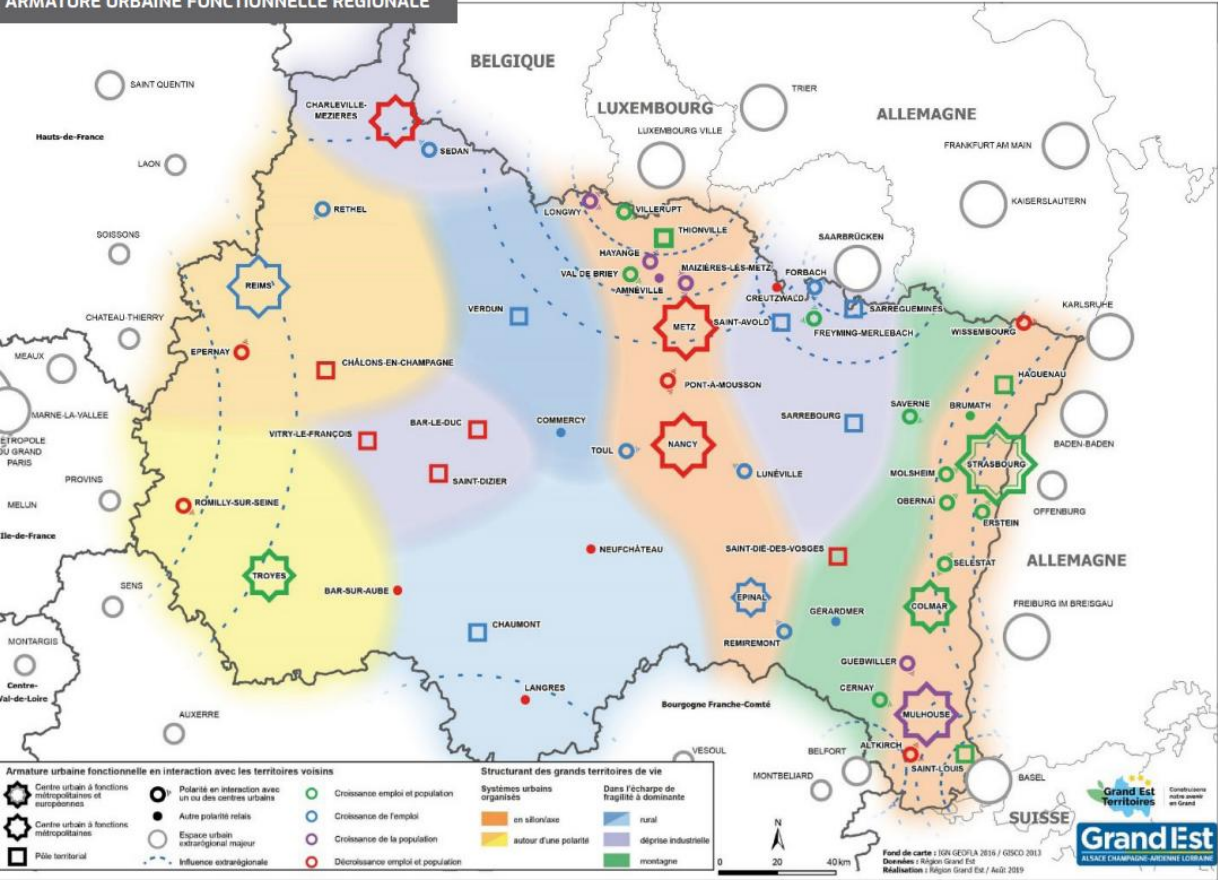 ARMATURE URBAINE FONCTIONNELLE RÉGIONALE
BELGIQUE
SAINT QUENTIN
TRIER
CHARLEVILLE-
MEZIERES
LUXEMBOURG
ALLEMAGNE
LUXEMBOURG VILLE
Hauts-de-France
FRANKFURT AM MAIN
SEDAN
LAON
KAISERSLAUTERN
RETHEL
LONGWY
VILLERUPT
THIONVILLE
SOISSONS
SAARBRÜCKEN
HAYANGE
MAIZIÈRES-LÈS-METZ
VAL DE BRIEY
FORBACH
REIMS
AMNÉVILLE
CREUTZWALD
KARLSRUHE
VERDUN
SARREGUEMINES
CHATEAU-THIERRY
METZ
SAINT-AVOLD
FREYMING-MERLEBACH
WISSEMBOURG
EPERNAY
MEAUX
CHÂLONS-EN-CHAMPAGNE
HAGUENAU
PONT-À-MOUSSON
SAVERNE
BRUMATH
MARNE-LA-VALLEE
COMMERCY
SARREBOURG
BAR-LE-DUC
VITRY-LE-FRANÇOIS
BADEN-BADEN
DU GRAND
PARIS
TOUL
NANCY
STRASBOURG
LUNÉVILLE
MOLSHEIM
PROVINS
SAINT-DIZIER
OBERNAI
MELUN
ROMILLY-SUR-SEINE
OFFENBURG
ERSTEIN
Ile-de-France
NEUFCHÂTEAU
SAINT-DIÉ-DES-VOSGES
SÉLESTAT
ALLEMAGNE
TROYES
SENS
BAR-SUR-AUBE
EPINAL
COLMAR
FREIBURG IM BREISGAU
GÉRARDMER
CHAUMONT
MONTARGIS
REMIREMONT
GUEBWILLER
Centre-
Val-de-Loire
LANGRES
CERNAY
Bourgogne Franche-Comté
MULHOUSE
AUXERRE
ALTKIRCH
BELFORT
VESOUL
SAINT-LOUIS
MONTBELIARD
BASEL
SUISSE
Armature urbaine fonctionnelle en interaction avec les territoires voisins
Centre urbain à fonctions
métropolitaines et
européennes
Centre urbain à fonctions
métropolitaines
Pôle territorial
Polarité en interaction avec
un ou des centres urbains
Autre polarité relais
Espace urbain
extrarégional majeur
Influence extrarégionale
Croissance emploi et population
Croissance de l'emploi
Croissance de la population
Décroissance emploi et population
Structurant des grands territoires de vie
Systèmes urbains
organisés
en sillon/axe
autour d'une polarité
Dans l'écharpe de
fragilité à dominante
rural
déprise industrielle
montagne
N
0 20 40 km
Fond de carte : IGN GEOFLA 2016 / GISCO 2013
Données : Région Grand Est
Réalisation : Région Grand Est / Août 2019
Grand Est
Territoires
Construisons
notre avenir
en Grand
Grand Est
ALSACE CHAMPAGNE-ARDENNE LORRAINE